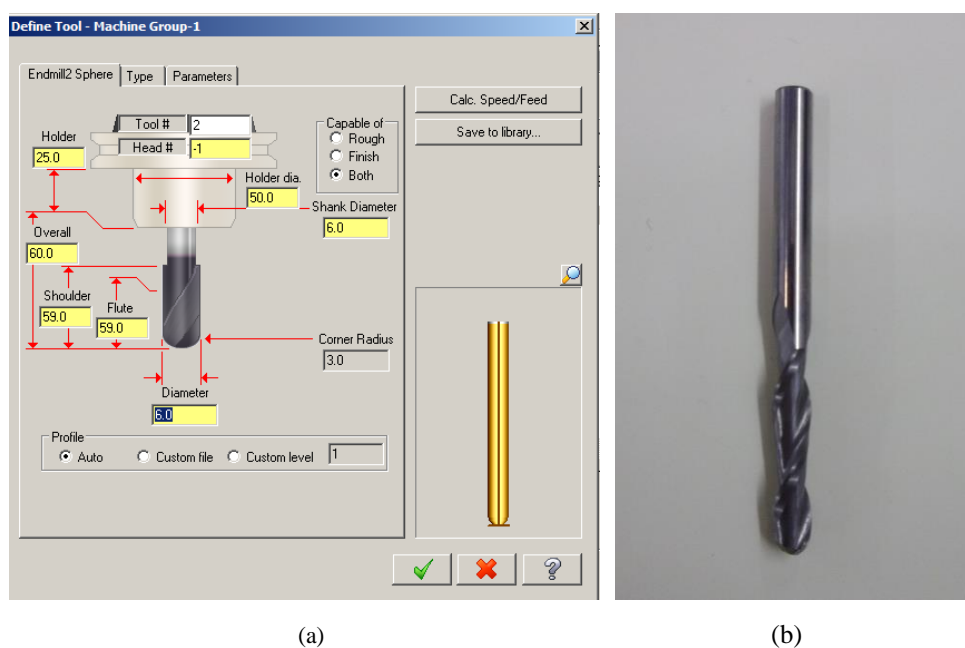 Define Tool - Machine Group-1
Endmill2 Sphere Type Parameters
Calc. Speed/Feed
Save to library...
Tool # 2
Head # -1
Capable of
Rough
Finish
Both
Holder
25.0
Holder dia.
50.0
Shank Diameter
6.0
Overall
60.0
Shoulder
59.0
Flute
59.0
Corner Radius
3.0
Diameter
6.0
Profile
Auto Custom file Custom level 1
(a)
(b)